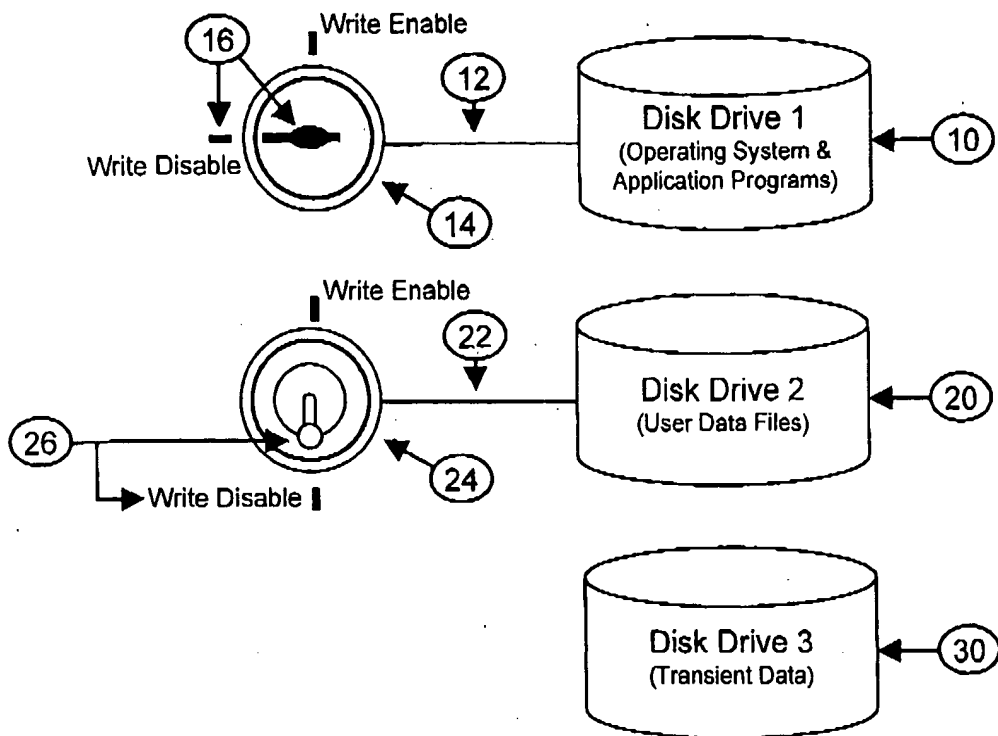 Write Enable
16
12
Disk Drive 1
(Operating System &
Application Programs)
10
Write Disable
14
Write Enable
22
Disk Drive 2
(User Data Files)
20
26
24
Write Disable
Disk Drive 3
(Transient Data)
30